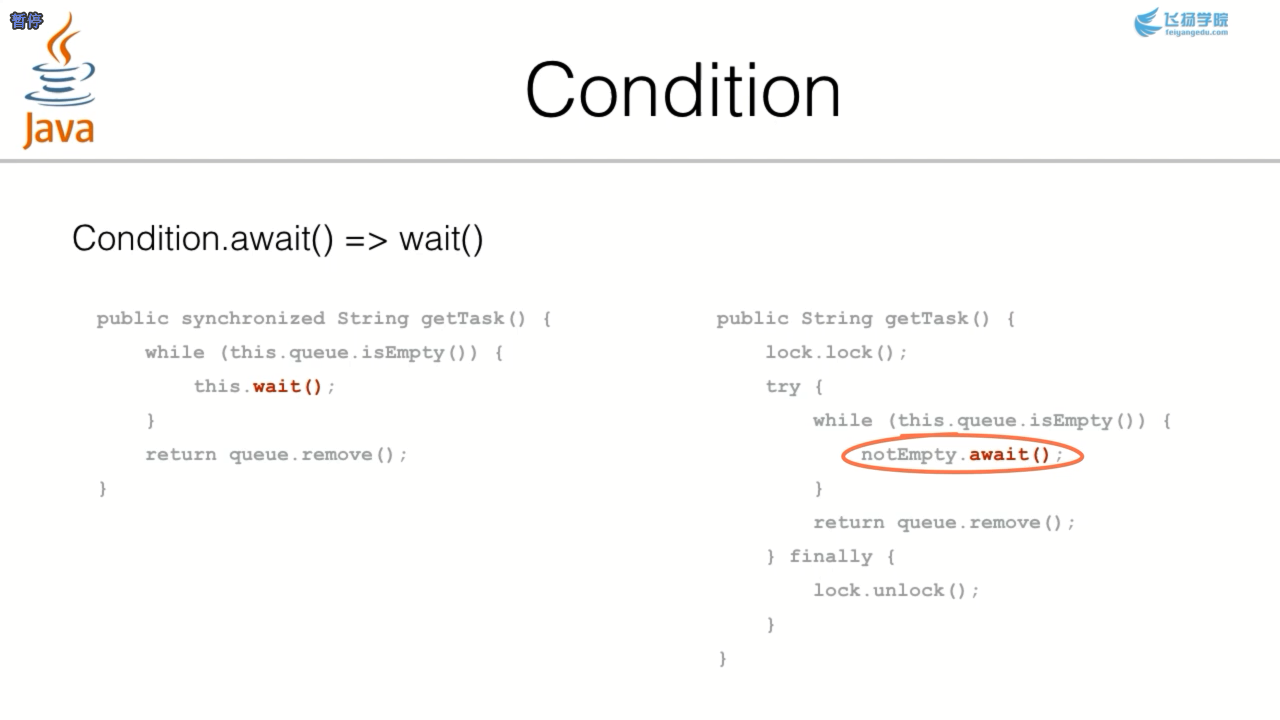 暂停
Java
飞扬学院
feiyangedu.com
Condition
Condition.await() => wait()
public synchronized String getTask() {
    while (this.queue.isEmpty()) {
        this.wait();
    }
    return queue.remove();
}
public String getTask() {
    lock.lock();
    try {
        while (this.queue.isEmpty()) {
            notEmpty.await();
        }
        return queue.remove();
    } finally {
        lock.unlock();
    }
}